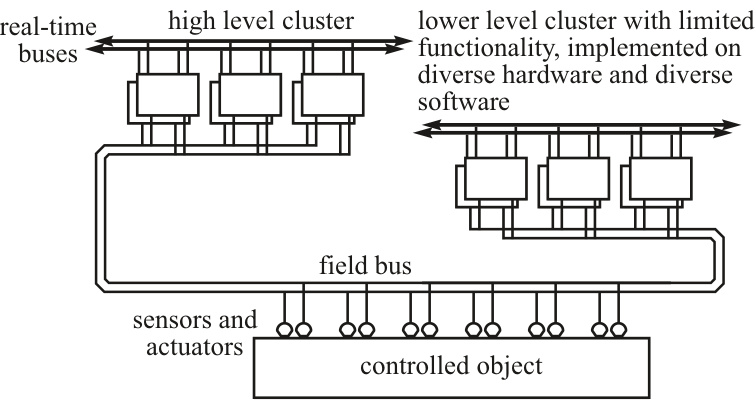 real-time
buses
high level cluster
lower level cluster with limited
functionality, implemented on
diverse hardware and diverse
software
field bus
sensors and
actuators
controlled object